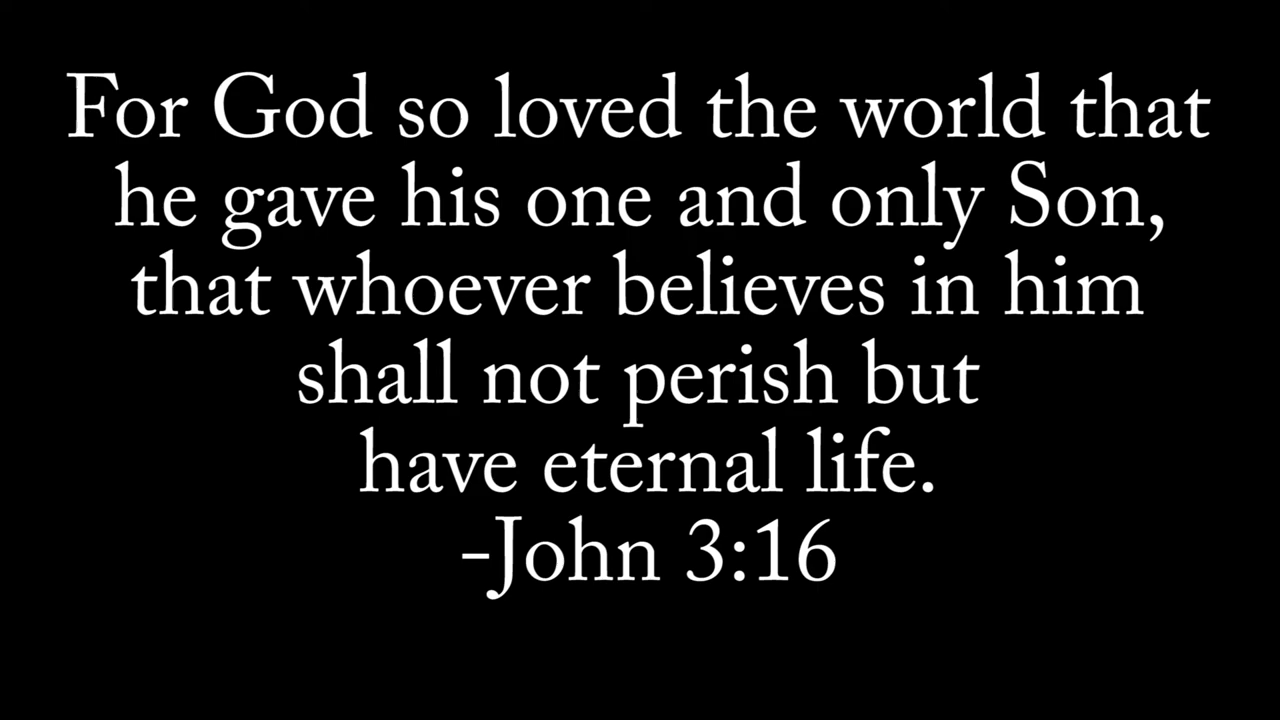 For God so loved the world that
he gave his one and only Son,
that whoever believes in him
shall not perish but
have eternal life.
-John 3:16